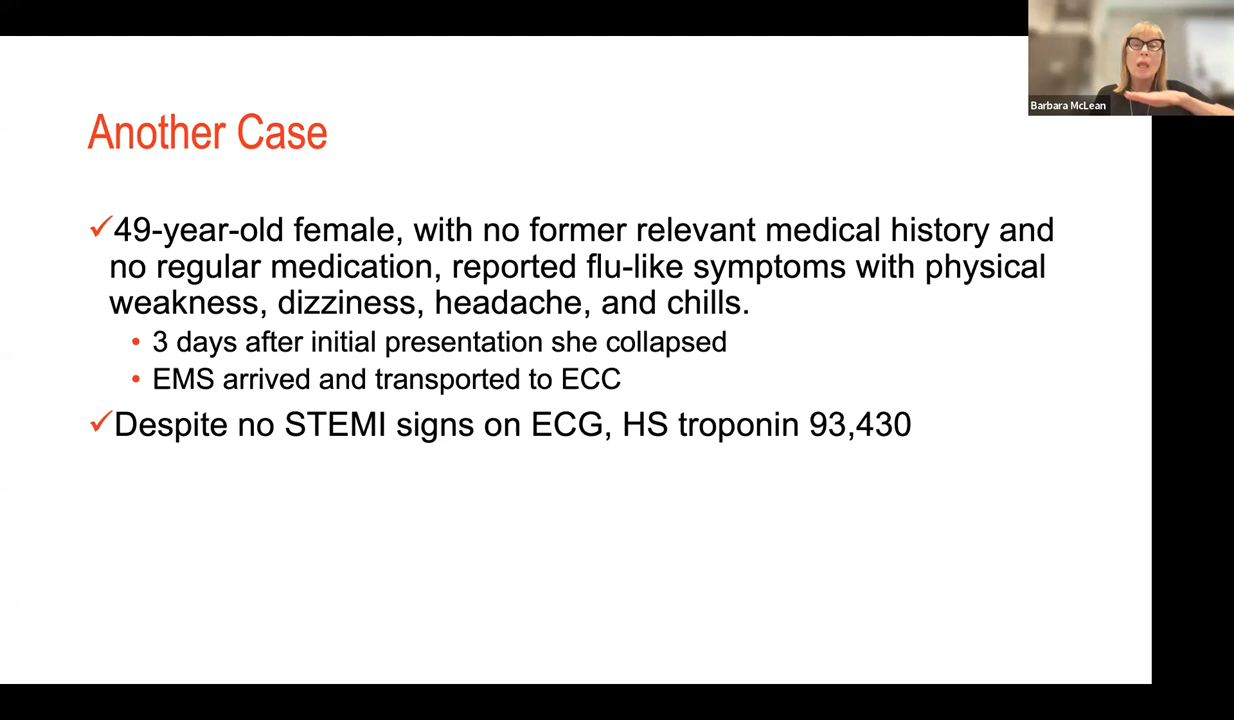 Barbara McLean
Another Case
✓49-year-old female, with no former relevant medical history and
no regular medication, reported flu-like symptoms with physical
weakness, dizziness, headache, and chills.
• 3 days after initial presentation she collapsed
• EMS arrived and transported to ECC
✓Despite no STEMI signs on ECG, HS troponin 93,430